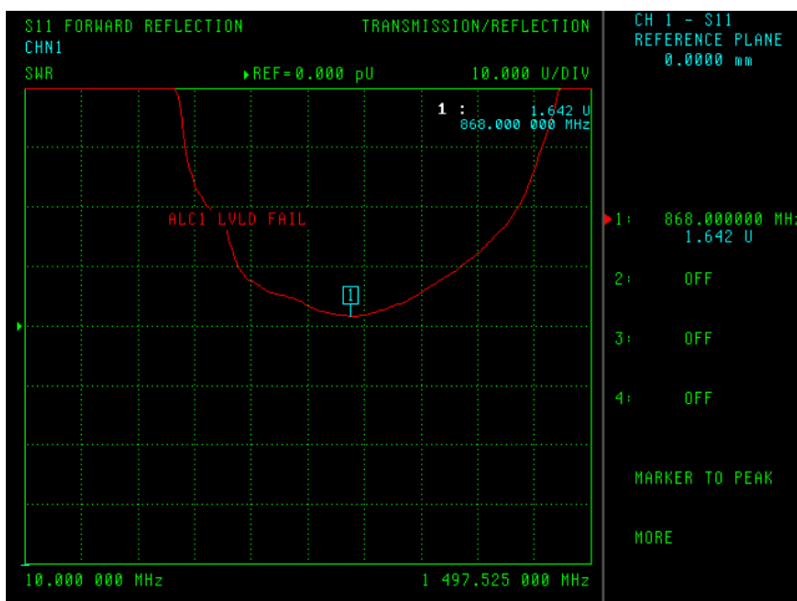 S11 FORWARD REFLECTION TRANSMISSION/REFLECTION
CHN1
SWR ▸REF=0.000 pU 10.000 U/DIV
1 : 1.642 U
868.000 000 MHz
ALC1 LVLD FAIL
1
10.000 000 MHz 1 497.525 000 MHz
CH 1 - S11
REFERENCE PLANE
0.0000 mm
▸1: 868.000000 MHz
1.642 U
2: OFF
3: OFF
4: OFF
MARKER TO PEAK
MORE